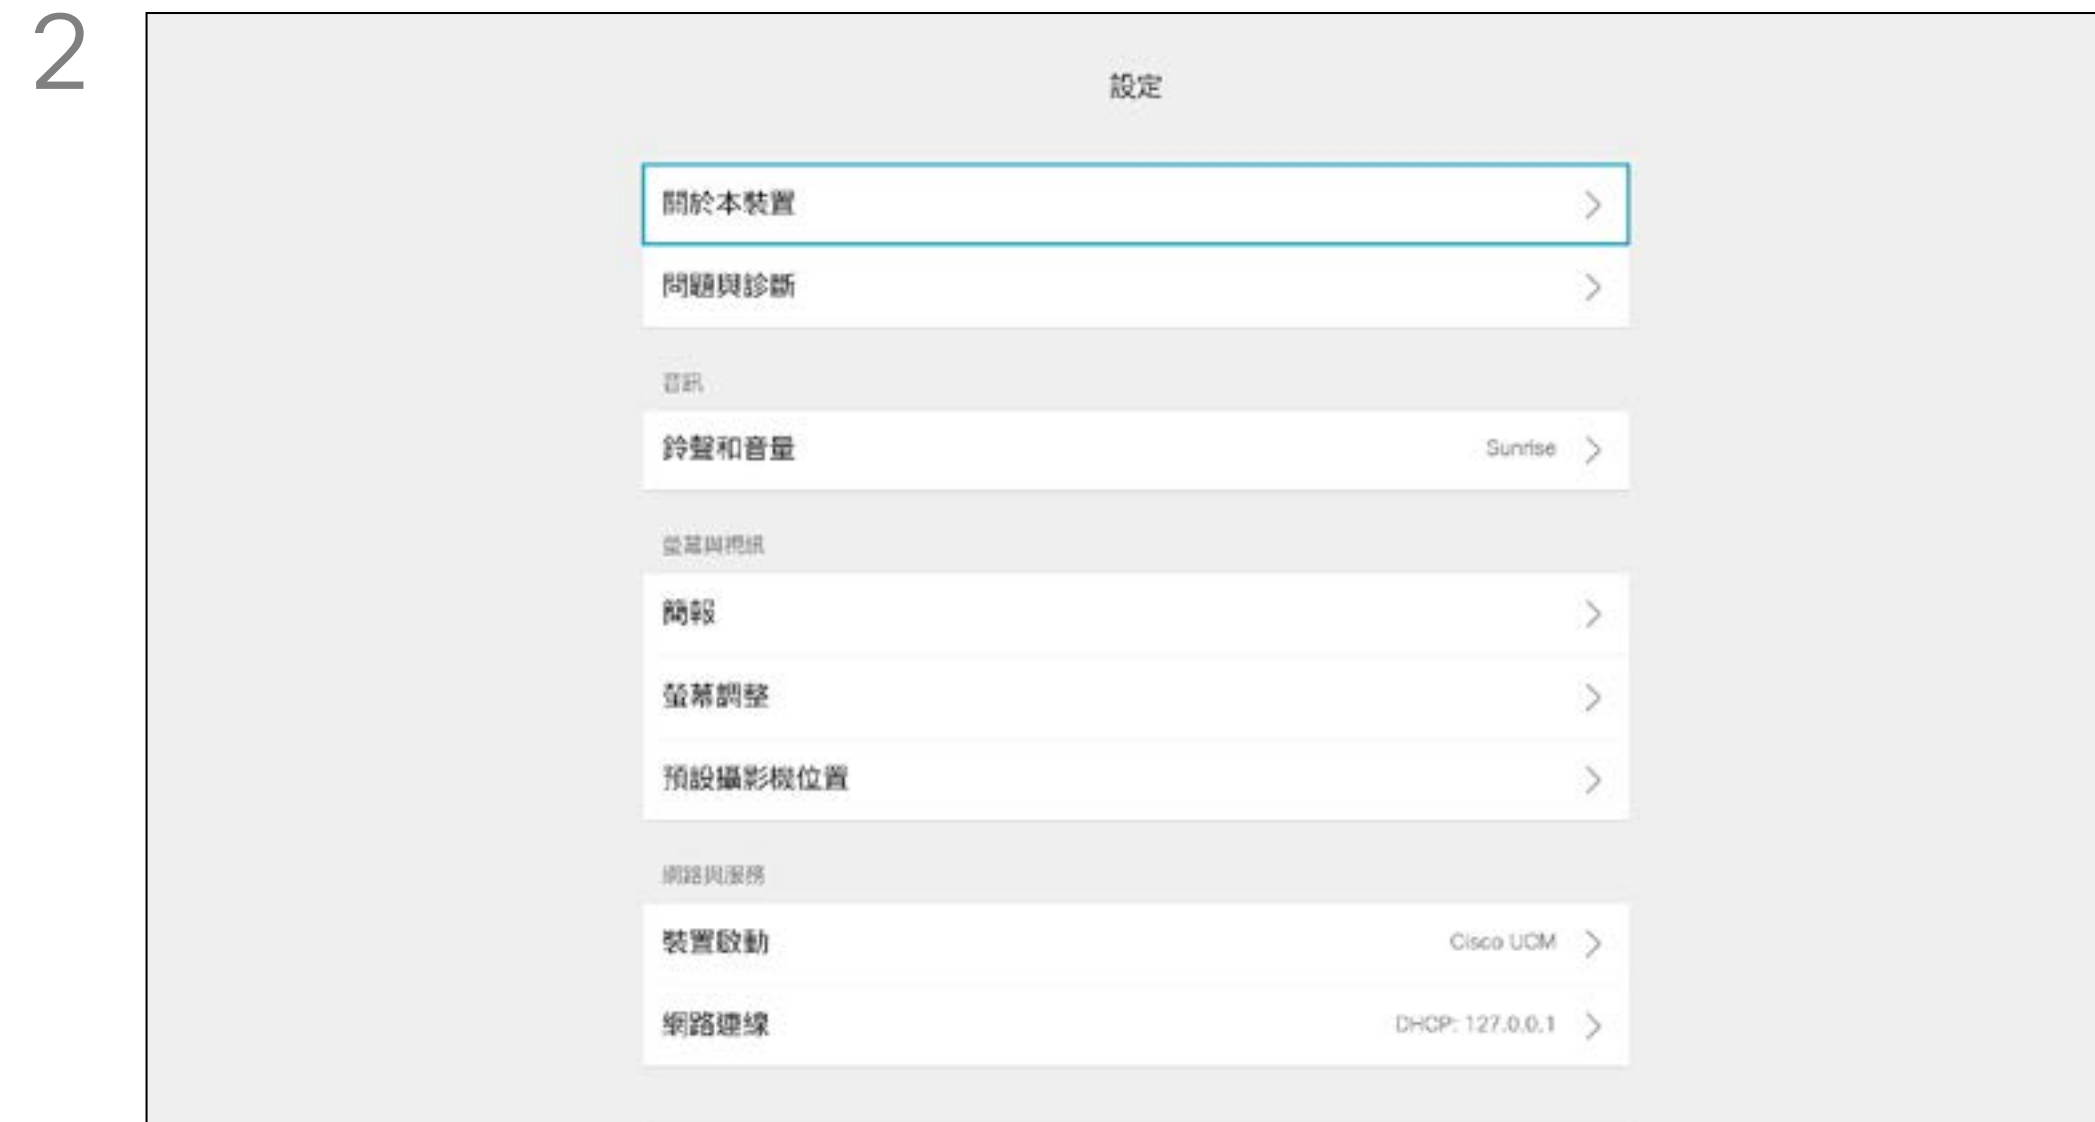 2
設定
關於本裝置
問題與診斷
音訊
鈴聲和音量 Sunrise
螢幕與視訊
簡報
螢幕調整
預設攝影機位置
網路與服務
裝置啟動 Cisco UCM
網路連線 DHCP: 127.0.0.1